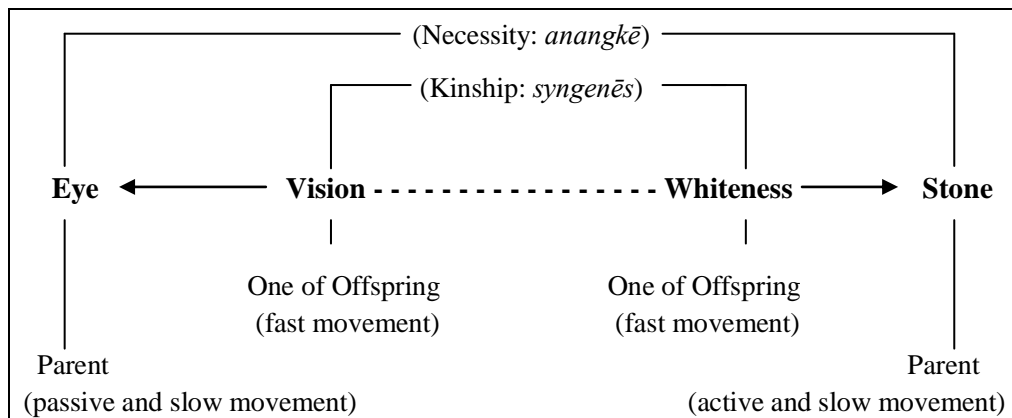 (Necessity: anangkē)
(Kinship: syngenēs)
Eye Vision Whiteness Stone
One of Offspring One of Offspring
(fast movement) (fast movement)
Parent Parent
(passive and slow movement) (active and slow movement)